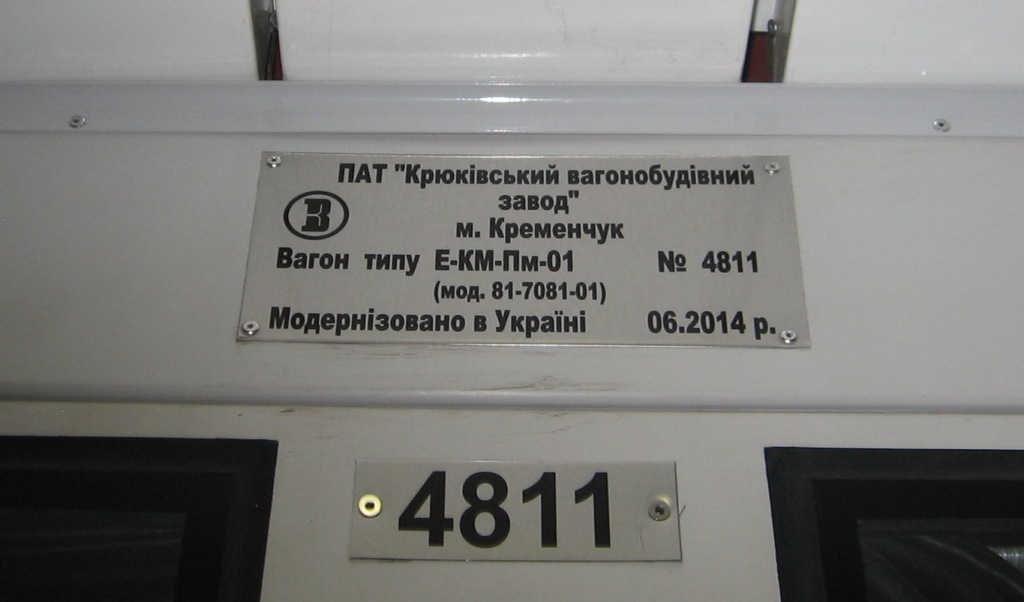 ПАТ "Крюківський вагонобудівний
завод"
м. Кременчук
Вагон типу Е-КМ-Пм-01 № 4811
(мод. 81-7081-01)
Модернізовано в Україні 06.2014 р.
4811